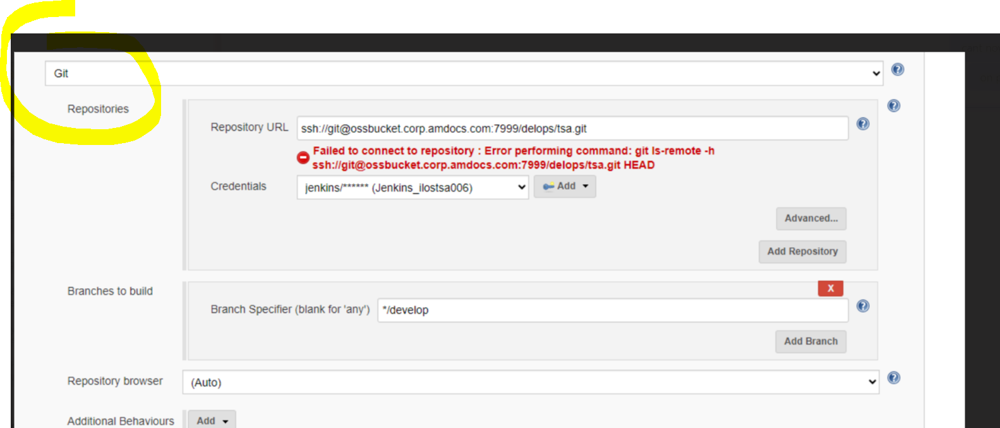 Git
Repositories
Repository URL ssh://git@ossbucket.corp.amdocs.com:7999/delops/tsa.git
Failed to connect to repository : Error performing command: git ls-remote -h
ssh://git@ossbucket.corp.amdocs.com:7999/delops/tsa.git HEAD
Credentials jenkins/****** (Jenkins_ilostsa006) Add
Advanced...
Add Repository
Branches to build X
Branch Specifier (blank for 'any') */develop
Add Branch
Repository browser (Auto)
Additional Behaviours Add